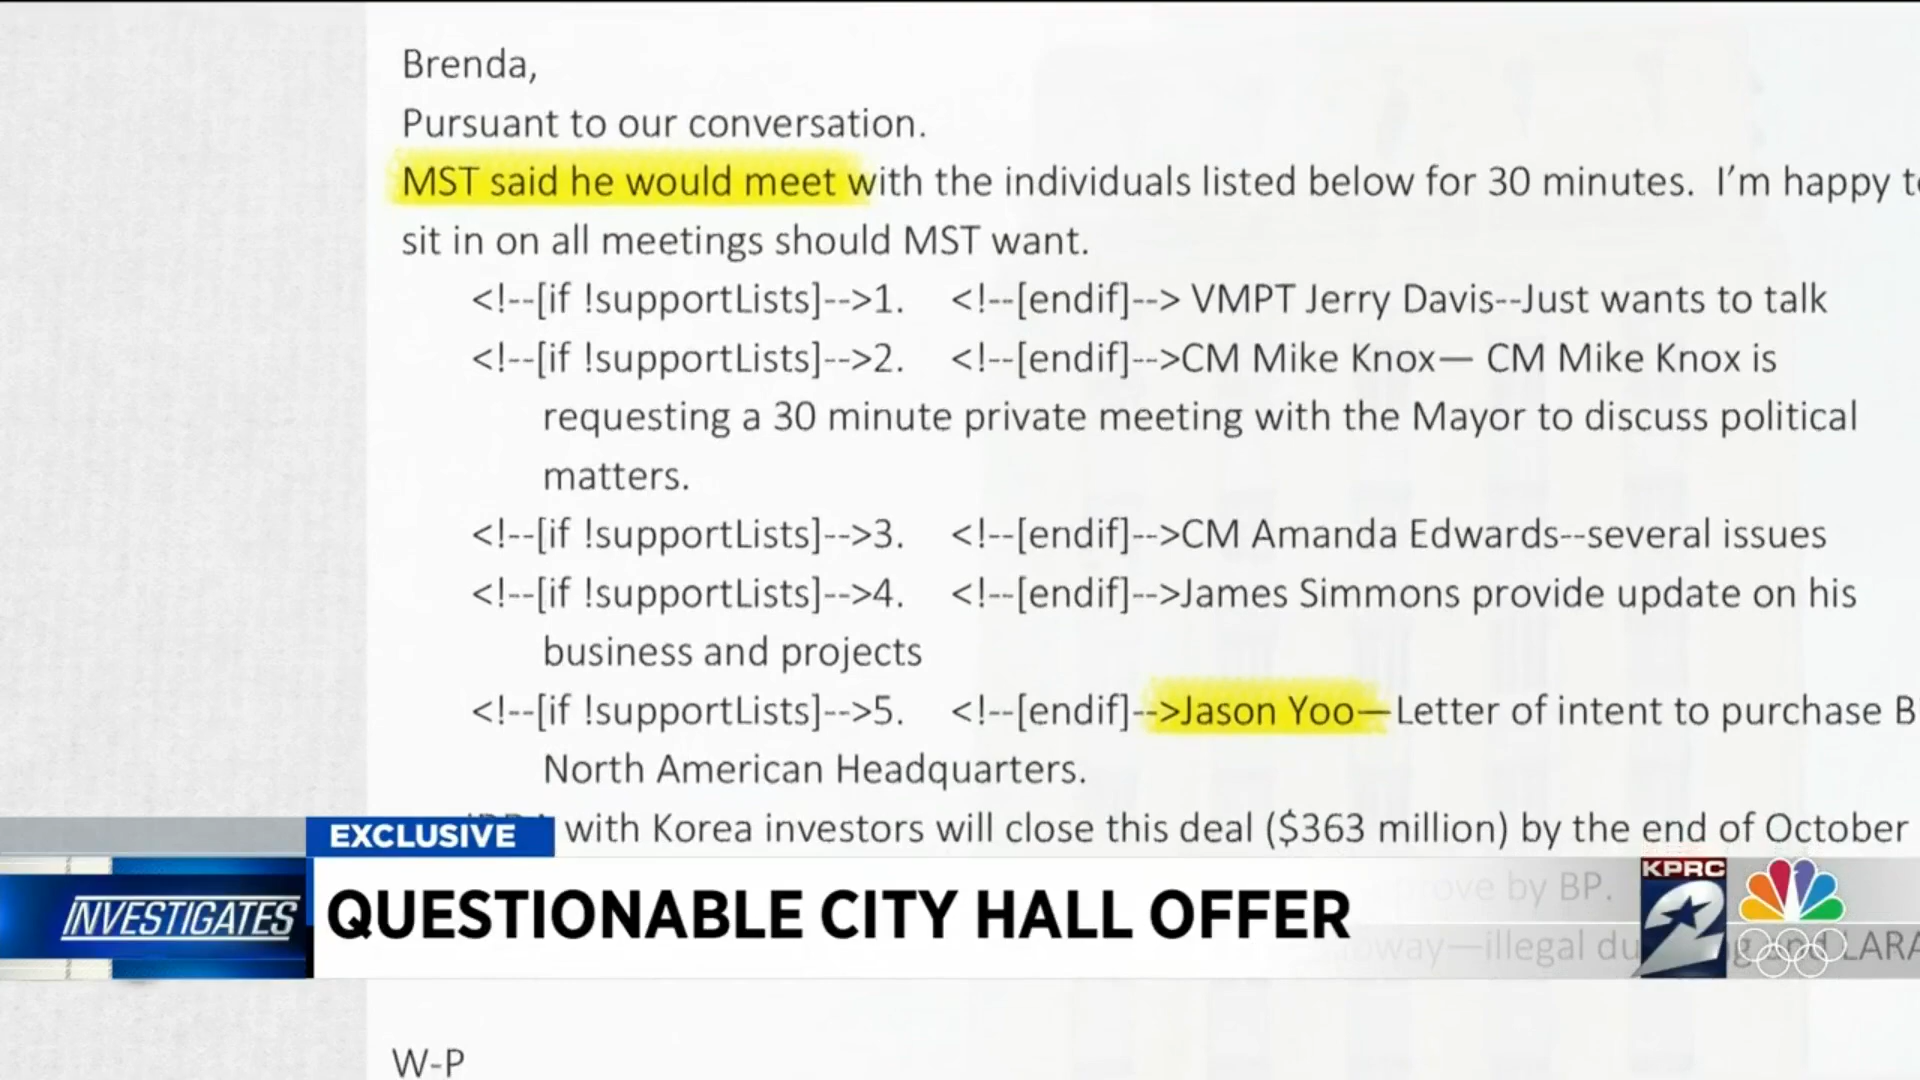 Brenda,
Pursuant to our conversation.
MST said he would meet with the individuals listed below for 30 minutes.  I'm happy
sit in on all meetings should MST want.
<!--[if !supportLists]-->1. <!--[endif]--> VMPT Jerry Davis--Just wants to talk
<!--[if !supportLists]-->2. <!--[endif]-->CM Mike Knox— CM Mike Knox is
requesting a 30 minute private meeting with the Mayor to discuss political
matters.
<!--[if !supportLists]-->3. <!--[endif]-->CM Amanda Edwards--several issues
<!--[if !supportLists]-->4. <!--[endif]-->James Simmons provide update on his
business and projects
<!--[if !supportLists]-->5. <!--[endif]-->Jason Yoo—Letter of intent to purchase
North American Headquarters.
with Korea investors will close this deal ($363 million) by the end of October
EXCLUSIVE
by BP.
INVESTIGATES
QUESTIONABLE CITY HALL OFFER
KPRC
2
illegal
LARA
W-P